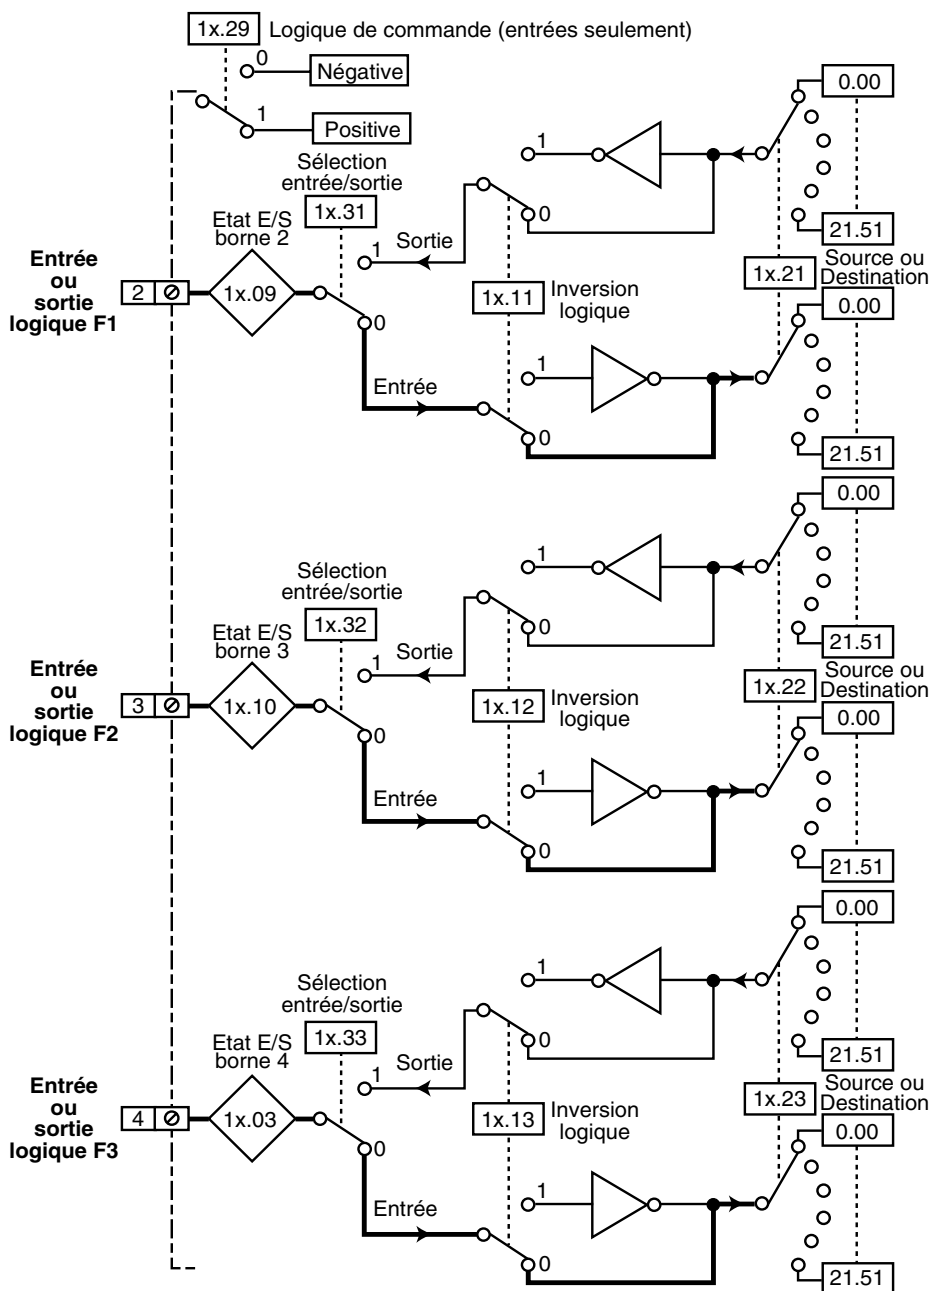 1x.29 Logique de commande (entrées seulement)
0 Négative
1 Positive
0.00
21.51
Sélection
entrée/sortie
1x.31
Etat E/S
borne 2
1x.09
Entrée
ou
sortie
logique F1
2
1 Sortie
0
Entrée
1
0
1x.11 Inversion
logique
1
0
1x.21 Source ou
Destination
0.00
21.51
0.00
21.51
Sélection
entrée/sortie
1x.32
Etat E/S
borne 3
1x.10
Entrée
ou
sortie
logique F2
3
1 Sortie
0
Entrée
1
0
1x.12 Inversion
logique
1
0
1x.22 Source ou
Destination
0.00
21.51
0.00
21.51
Sélection
entrée/sortie
1x.33
Etat E/S
borne 4
1x.03
Entrée
ou
sortie
logique F3
4
1 Sortie
0
Entrée
1
0
1x.13 Inversion
logique
1
0
1x.23 Source ou
Destination
0.00
21.51